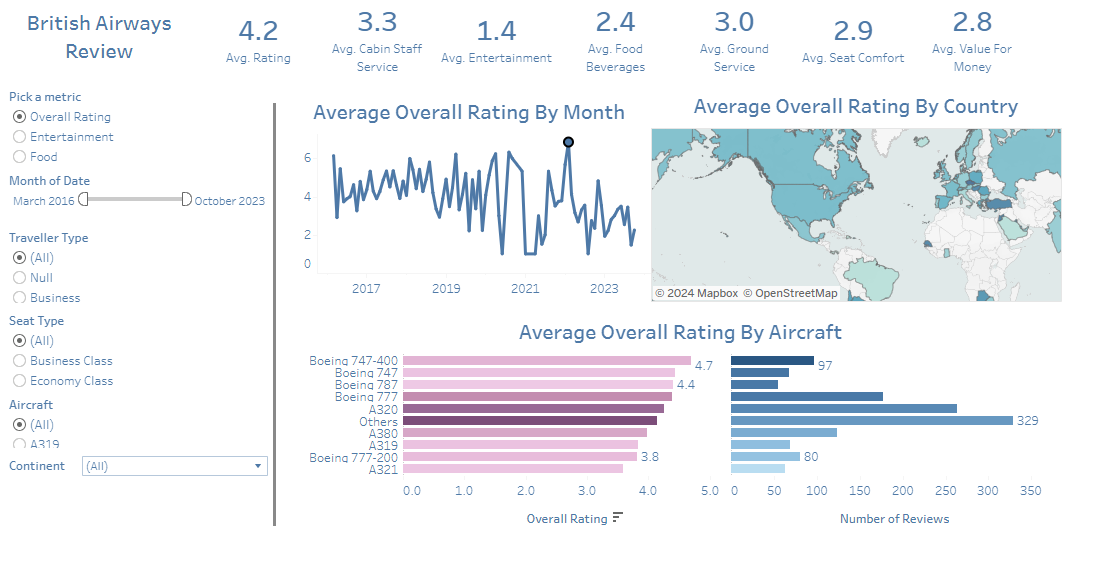 British Airways
Review
4.2
Avg. Rating
3.3
Avg. Cabin Staff
Service
1.4
Avg. Entertainment
2.4
Avg. Food
Beverages
3.0
Avg. Ground
Service
2.9
Avg. Seat Comfort
2.8
Avg. Value For
Money
Pick a metric
Overall Rating
Entertainment
Food
Month of Date
March 2016
October 2023
Traveller Type
(All)
Null
Business
Seat Type
(All)
Business Class
Economy Class
Aircraft
(All)
A319
Continent
(All)
Average Overall Rating By Month
6
4
2
0
2017
2019
2021
2023
Average Overall Rating By Country
© 2024 Mapbox © OpenStreetMap
Average Overall Rating By Aircraft
Boeing 747-400
4.7
97
Boeing 747
Boeing 787
4.4
Boeing 777
A320
Others
329
A380
A319
Boeing 777-200
3.8
80
A321
0.0
1.0
2.0
3.0
4.0
5.0
0
50
100
150
200
250
300
350
Overall Rating
Number of Reviews